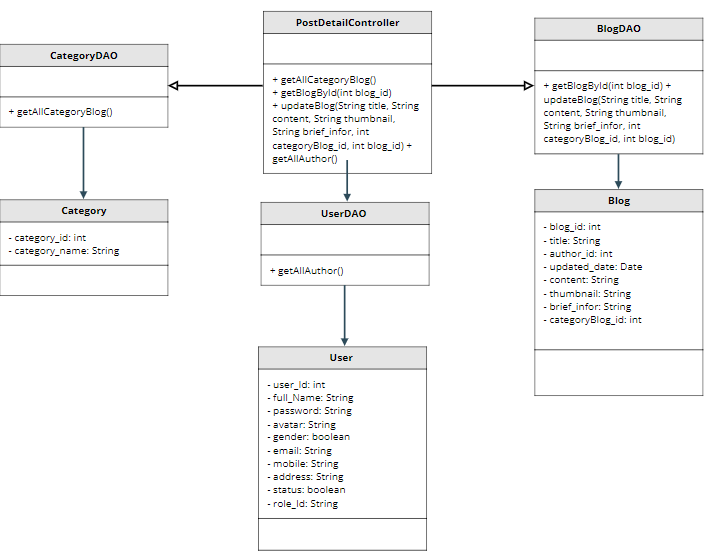 PostDetailController
+ getAllCategoryBlog()
+ getBlogById(int blog_id)
+ updateBlog(String title, String
content, String thumbnail,
String brief_infor, int
categoryBlog_id, int blog_id) +
getAllAuthor()
BlogDAO
+ getBlogById(int blog_id) +
updateBlog(String title, String
content, String thumbnail,
String brief_infor, int
categoryBlog_id, int blog_id)
CategoryDAO
+ getAllCategoryBlog()
Category
- category_id: int
- category_name: String
UserDAO
+ getAllAuthor()
Blog
- blog_id: int
- title: String
- author_id: int
- updated_date: Date
- content: String
- thumbnail: String
- brief_infor: String
- categoryBlog_id: int
User
- user_Id: int
- full_Name: String
- password: String
- avatar: String
- gender: boolean
- email: String
- mobile: String
- address: String
- status: boolean
- role_Id: String